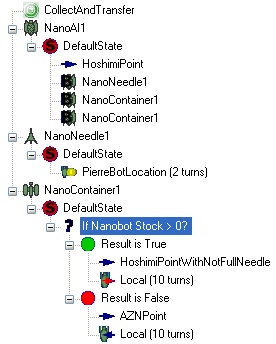 CollectAndTransfer
NanoAI1
DefaultState
HoshimiPoint
NanoNeedle1
NanoContainer1
NanoContainer1
NanoNeedle1
DefaultState
PierreBotLocation (2 turns)
NanoContainer1
DefaultState
If Nanobot Stock > 0?
Result is True
HoshimiPointWithNotFullNeedle
Local (10 turns)
Result is False
AZNPoint
Local (10 turns)